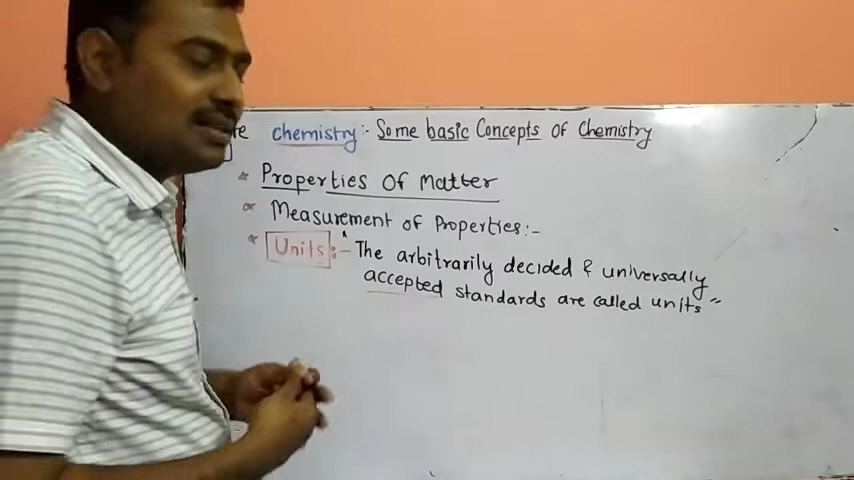 chemistry:- Some basic Concepts Of Chemistry
* Properties Of Matter
* Measurement of Properties:-
* Units:- "The arbitrarily decided & universally
accepted standards are called units"